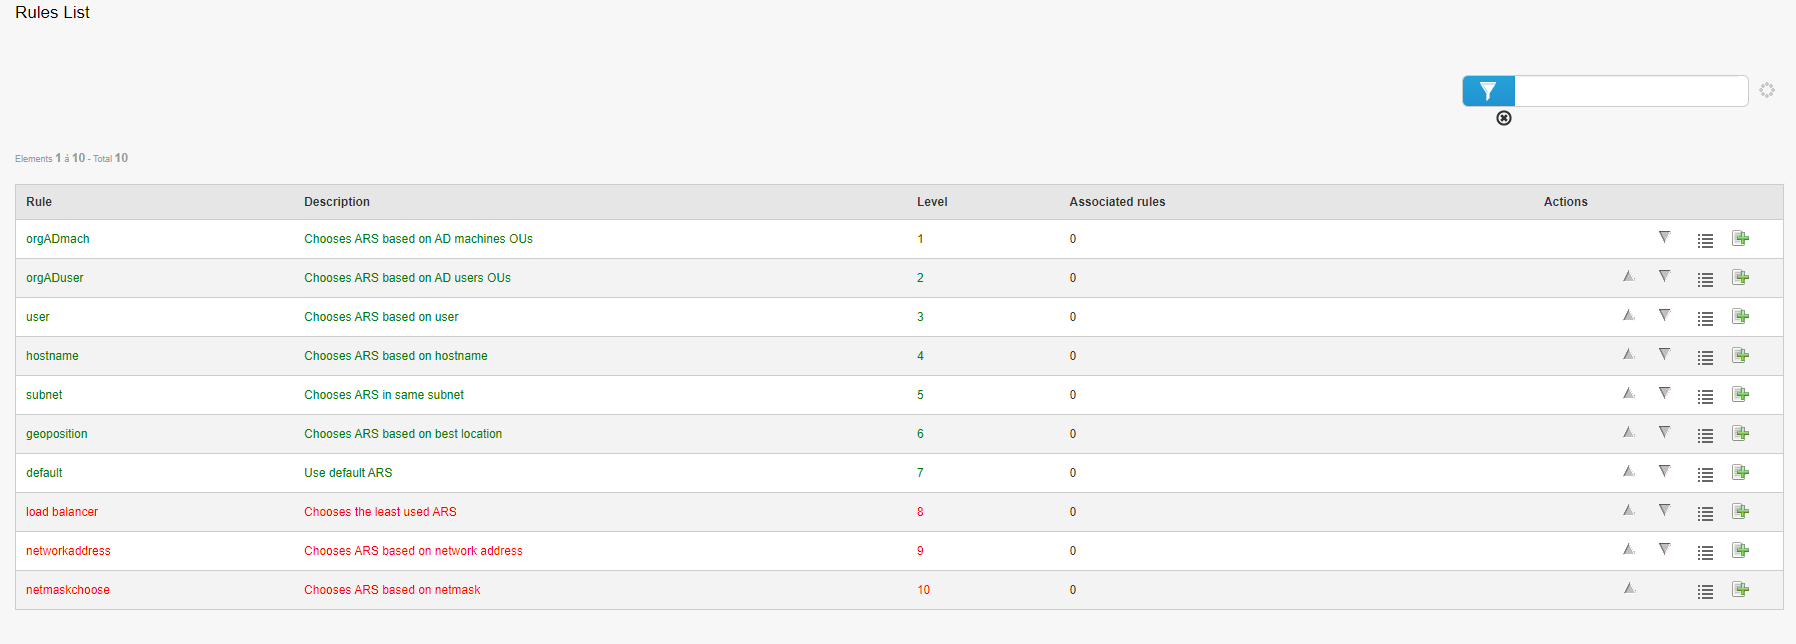 Rules List
Elements 1 à 10 - Total 10
Rule Description Level Associated rules Actions
orgADmach Chooses ARS based on AD machines OUs 1 0
orgADuser Chooses ARS based on AD users OUs 2 0
user Chooses ARS based on user 3 0
hostname Chooses ARS based on hostname 4 0
subnet Chooses ARS in same subnet 5 0
geoposition Chooses ARS based on best location 6 0
default Use default ARS 7 0
load balancer Chooses the least used ARS 8 0
networkaddress Chooses ARS based on network address 9 0
netmaskchoose Chooses ARS based on netmask 10 0